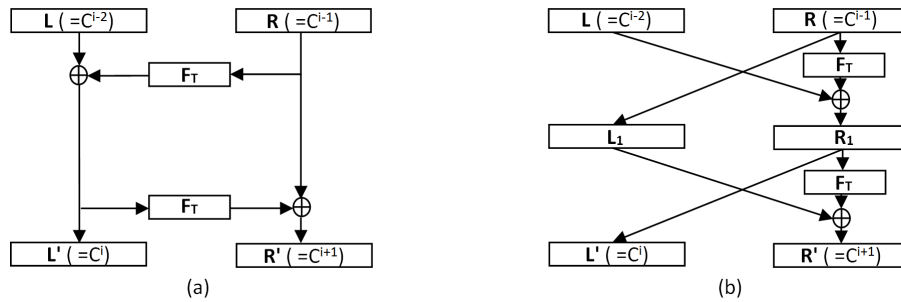 L ( =C^{i-2})
R ( =C^{i-1})
F_T
F_T
L' ( =C^{i})
R' ( =C^{i+1})
(a)
L ( =C^{i-2})
R ( =C^{i-1})
F_T
L_1
R_1
F_T
L' ( =C^{i})
R' ( =C^{i+1})
(b)